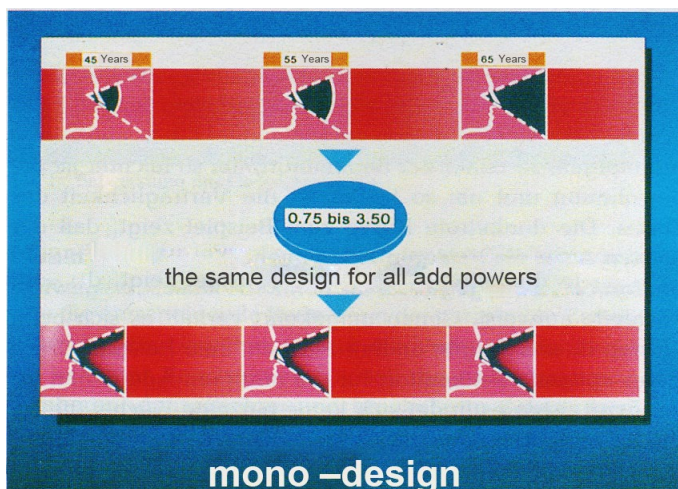 45 Years
55 Years
65 Years
0.75 bis 3.50
the same design for all add powers
mono –design